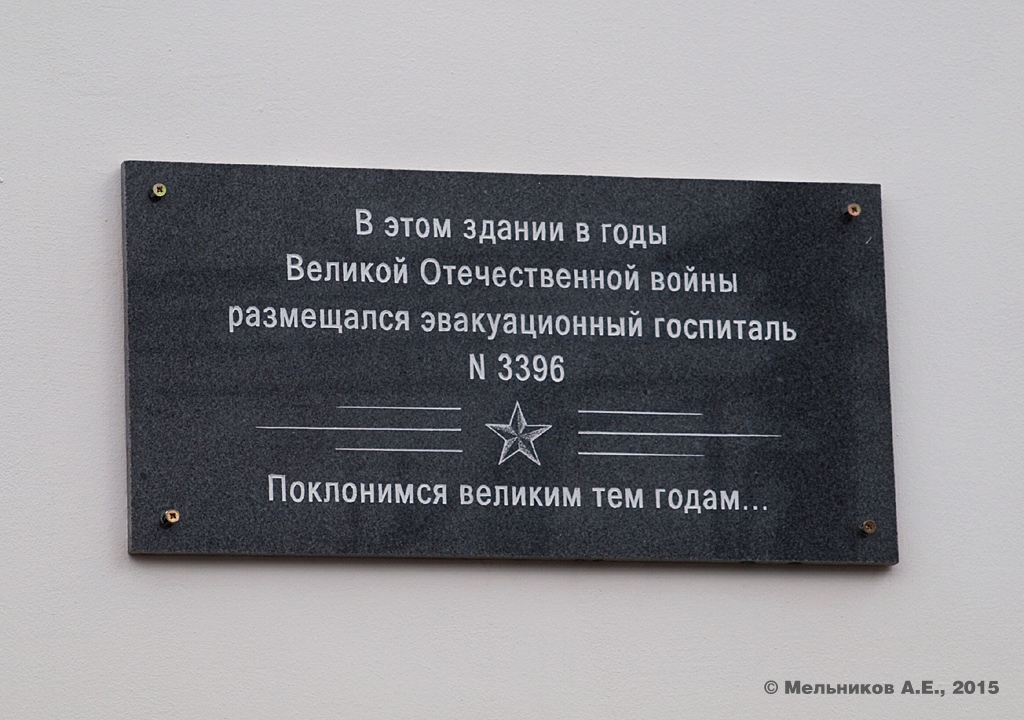 В этом здании в годы
Великой Отечественной войны
размещался эвакуационный госпиталь
N 3396
Поклонимся великим тем годам...
© Мельников А.Е., 2015